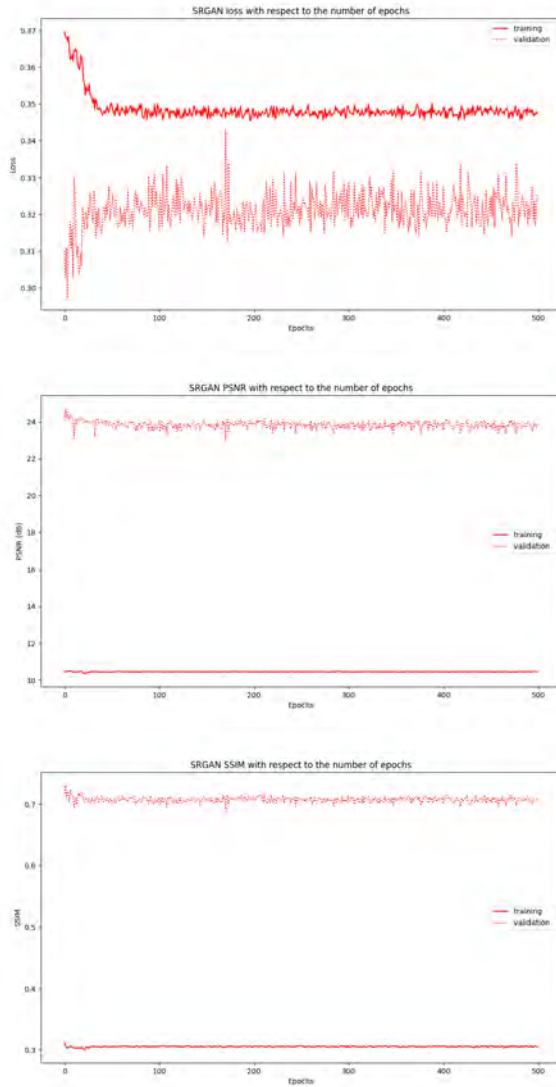 SRGAN loss with respect to the number of epochs
training
validation
0.37
0.36
0.35
0.34
0.33
0.32
0.31
0.30
Loss
0 100 200 300 400 500
Epochs
SRGAN PSNR with respect to the number of epochs
24
22
20
18
16
14
12
10
PSNR (dB)
training
validation
0 100 200 300 400 500
Epochs
SRGAN SSIM with respect to the number of epochs
0.7
0.6
0.5
0.4
0.3
SSIM
training
validation
0 100 200 300 400 500
Epochs